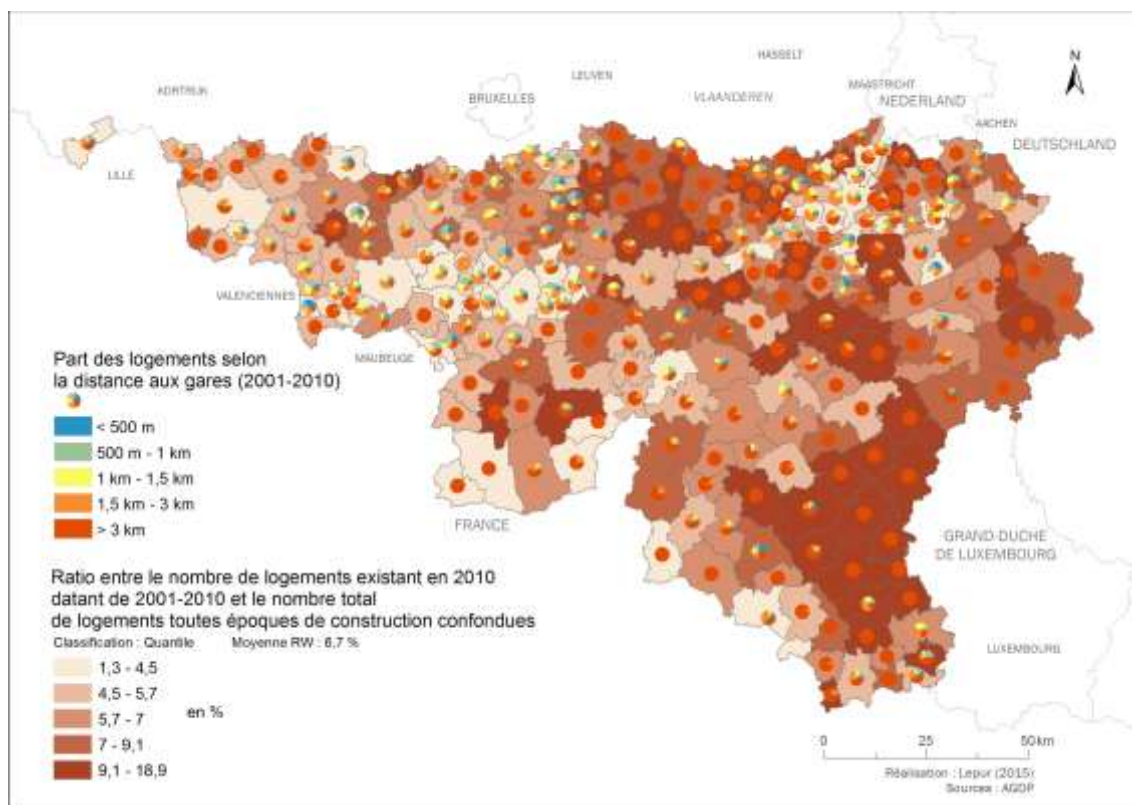 HASSELT
N
LEUVEN
MAASTRICHT
KORTRIJK
BRUXELLES
VLAANDEREN
NEDERLAND
AACHEN
DEUTSCHLAND
LILLE
VALENCIENNES
MAUBEUGE
Part des logements selon
la distance aux gares (2001-2010)
< 500 m
500 m - 1 km
1 km - 1,5 km
1,5 km - 3 km
> 3 km
FRANCE
GRAND-DUCHE
DE LUXEMBOURG
Ratio entre le nombre de logements existant en 2010
datant de 2001-2010 et le nombre total
de logements toutes époques de construction confondues
Classification : Quantile Moyenne RW : 6,7 %
LUXEMBOURG
1,3 - 4,5
4,5 - 5,7
5,7 - 7
en %
7 - 9,1
9,1 - 18,9
0 25 50 km
Réalisation : Lepur (2015)
Sources : AGDP